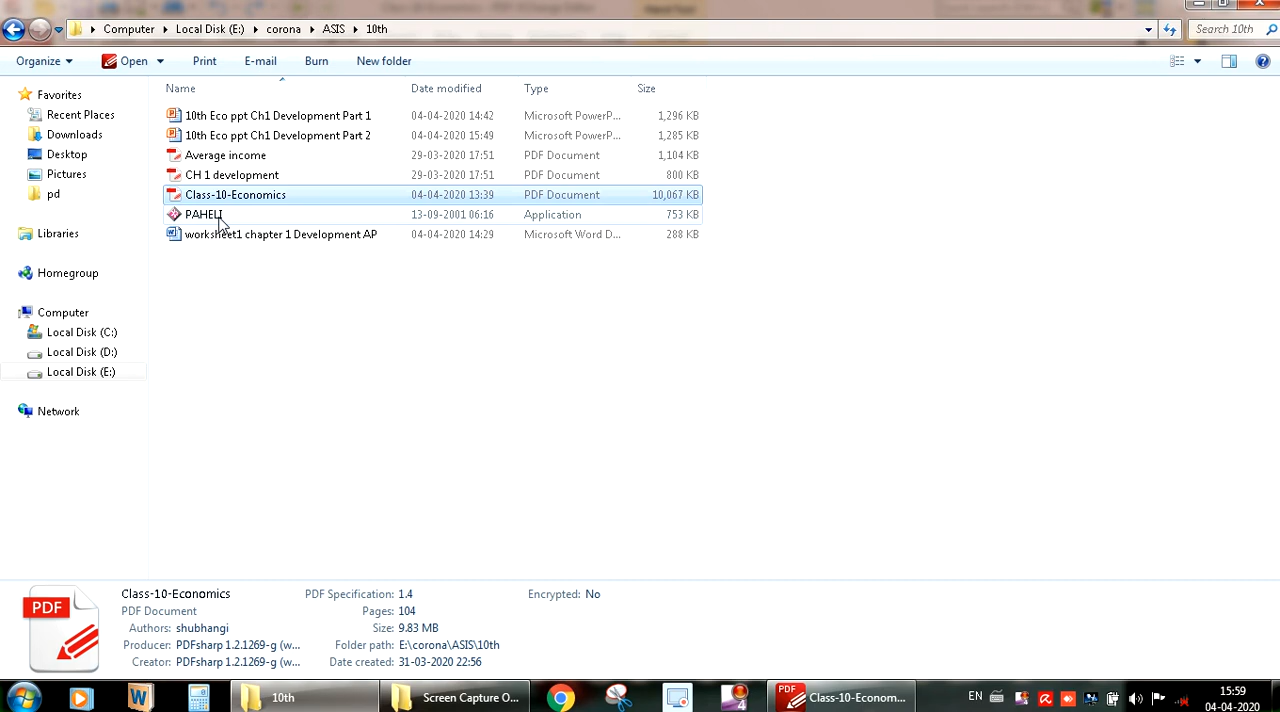 Computer Local Disk (E:) corona ASIS 10th Search 10th
Organize Open Print E-mail Burn New folder
Name Date modified Type Size
Favorites
Recent Places
Downloads
Desktop
Pictures
pd
Libraries
Homegroup
Computer
Local Disk (C:)
Local Disk (D:)
Local Disk (E:)
Network
10th Eco ppt Ch1 Development Part 1 04-04-2020 14:42 Microsoft PowerP... 1,296 KB
10th Eco ppt Ch1 Development Part 2 04-04-2020 15:49 Microsoft PowerP... 1,285 KB
Average income 29-03-2020 17:51 PDF Document 1,104 KB
CH 1 development 29-03-2020 17:51 PDF Document 800 KB
Class-10-Economics 04-04-2020 13:39 PDF Document 10,067 KB
PAHELI 13-09-2001 06:16 Application 753 KB
worksheet1 chapter 1 Development AP 04-04-2020 14:29 Microsoft Word D... 288 KB
PDF
Class-10-Economics PDF Specification: 1.4 Encrypted: No
PDF Document Pages: 104
Authors: shubhangi Size: 9.83 MB
Producer: PDFsharp 1.2.1269-g (w... Folder path: E:\corona\ASIS\10th
Creator: PDFsharp 1.2.1269-g (w... Date created: 31-03-2020 22:56
10th Screen Capture O... PDF Class-10-Econom... EN 15:59
04-04-2020